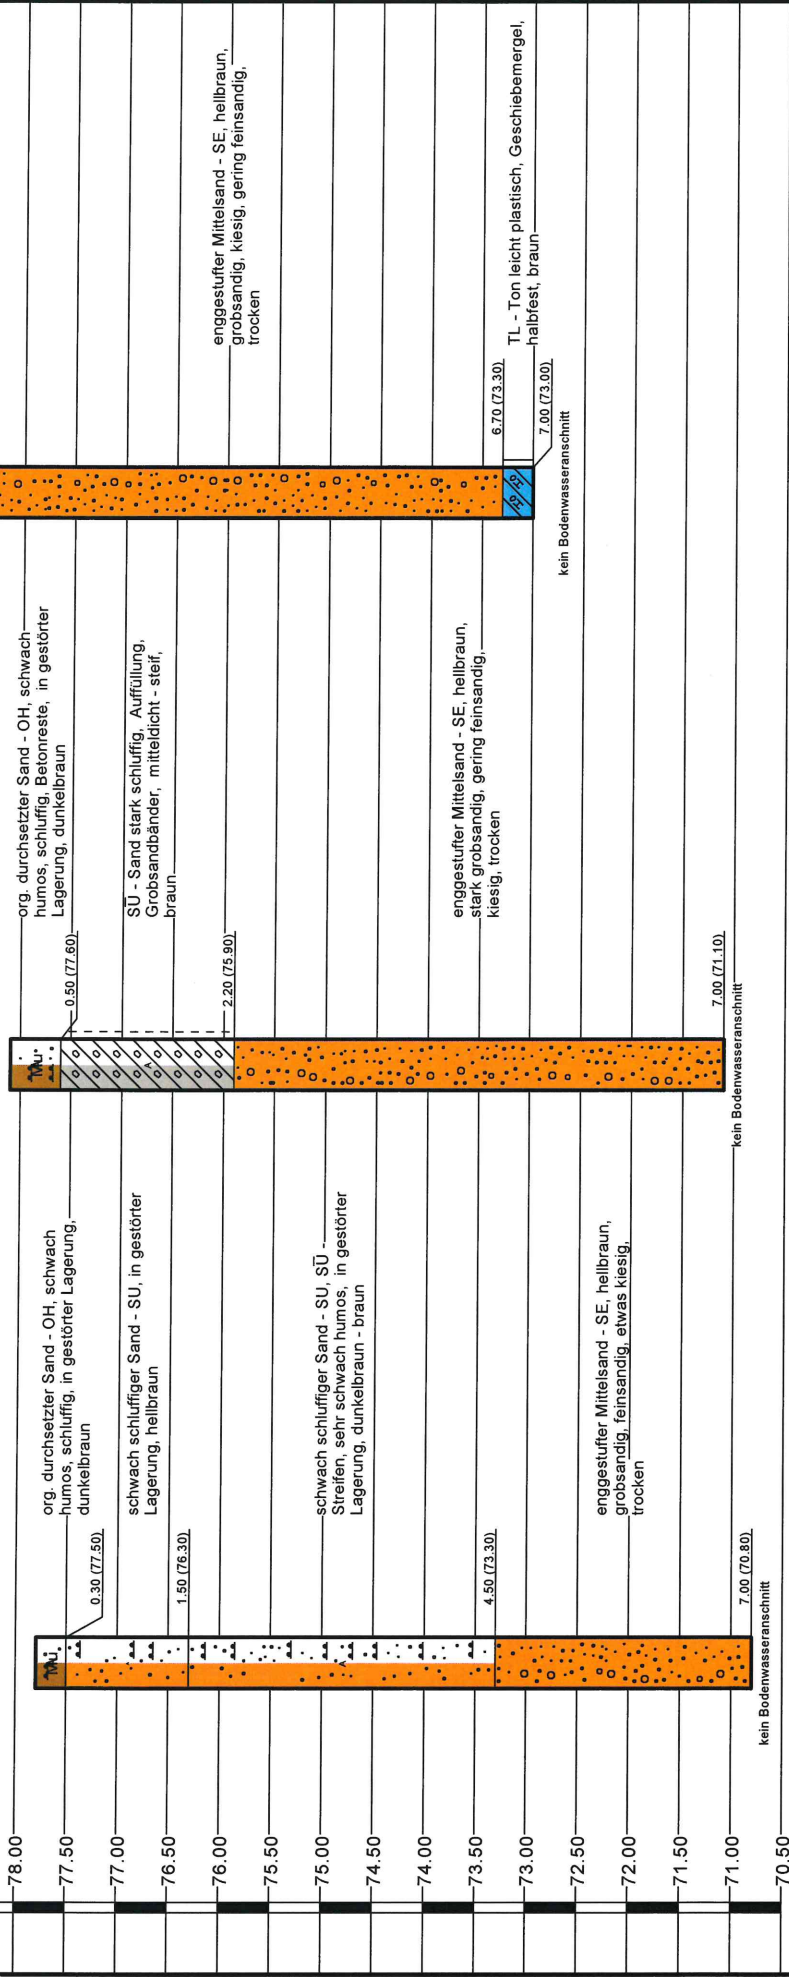 78.00
77.50
77.00
76.50
76.00
75.50
75.00
74.50
74.00
73.50
73.00
72.50
72.00
71.50
71.00
70.50
Mu
A
org. durchsetzter Sand - OH, schwach
humos, schluffig, in gestörter Lagerung,
dunkelbraun
0.30 (77.50)
schwach schluffiger Sand - SU, in gestörter
Lagerung, hellbraun
1.50 (76.30)
schwach schluffiger Sand - SU, SŪ -
Streifen, sehr schwach humos, in gestörter
Lagerung, dunkelbraun - braun
4.50 (73.30)
enggestufter Mittelsand - SE, hellbraun,
grobsandig, feinsandig, etwas kiesig,
trocken
7.00 (70.80)
kein Bodenwasseranschnitt
Mu
A
org. durchsetzter Sand - OH, schwach
humos, schluffig, Betonreste, in gestörter
Lagerung, dunkelbraun
0.50 (77.60)
SŪ - Sand stark schluffig, Auffüllung,
Grobsandbänder, mitteldicht - steif,
braun
2.20 (75.90)
enggestufter Mittelsand - SE, hellbraun,
stark grobsandig, gering feinsandig,
kiesig, trocken
7.00 (71.10)
kein Bodenwasseranschnitt
enggestufter Mittelsand - SE, hellbraun,
grobsandig, kiesig, gering feinsandig,
trocken
6.70 (73.30)
TL - Ton leicht plastisch, Geschiebemergel,
halbfest, braun
7.00 (73.00)
kein Bodenwasseranschnitt